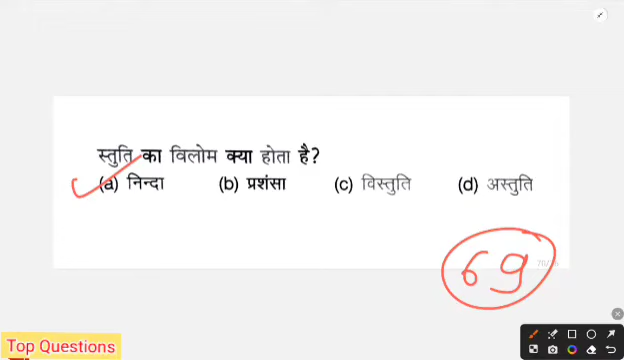 स्तुति का विलोम क्या होता है?
(a) निन्दा (b) प्रशंसा (c) विस्तुति (d) अस्तुति
69
Top Questions